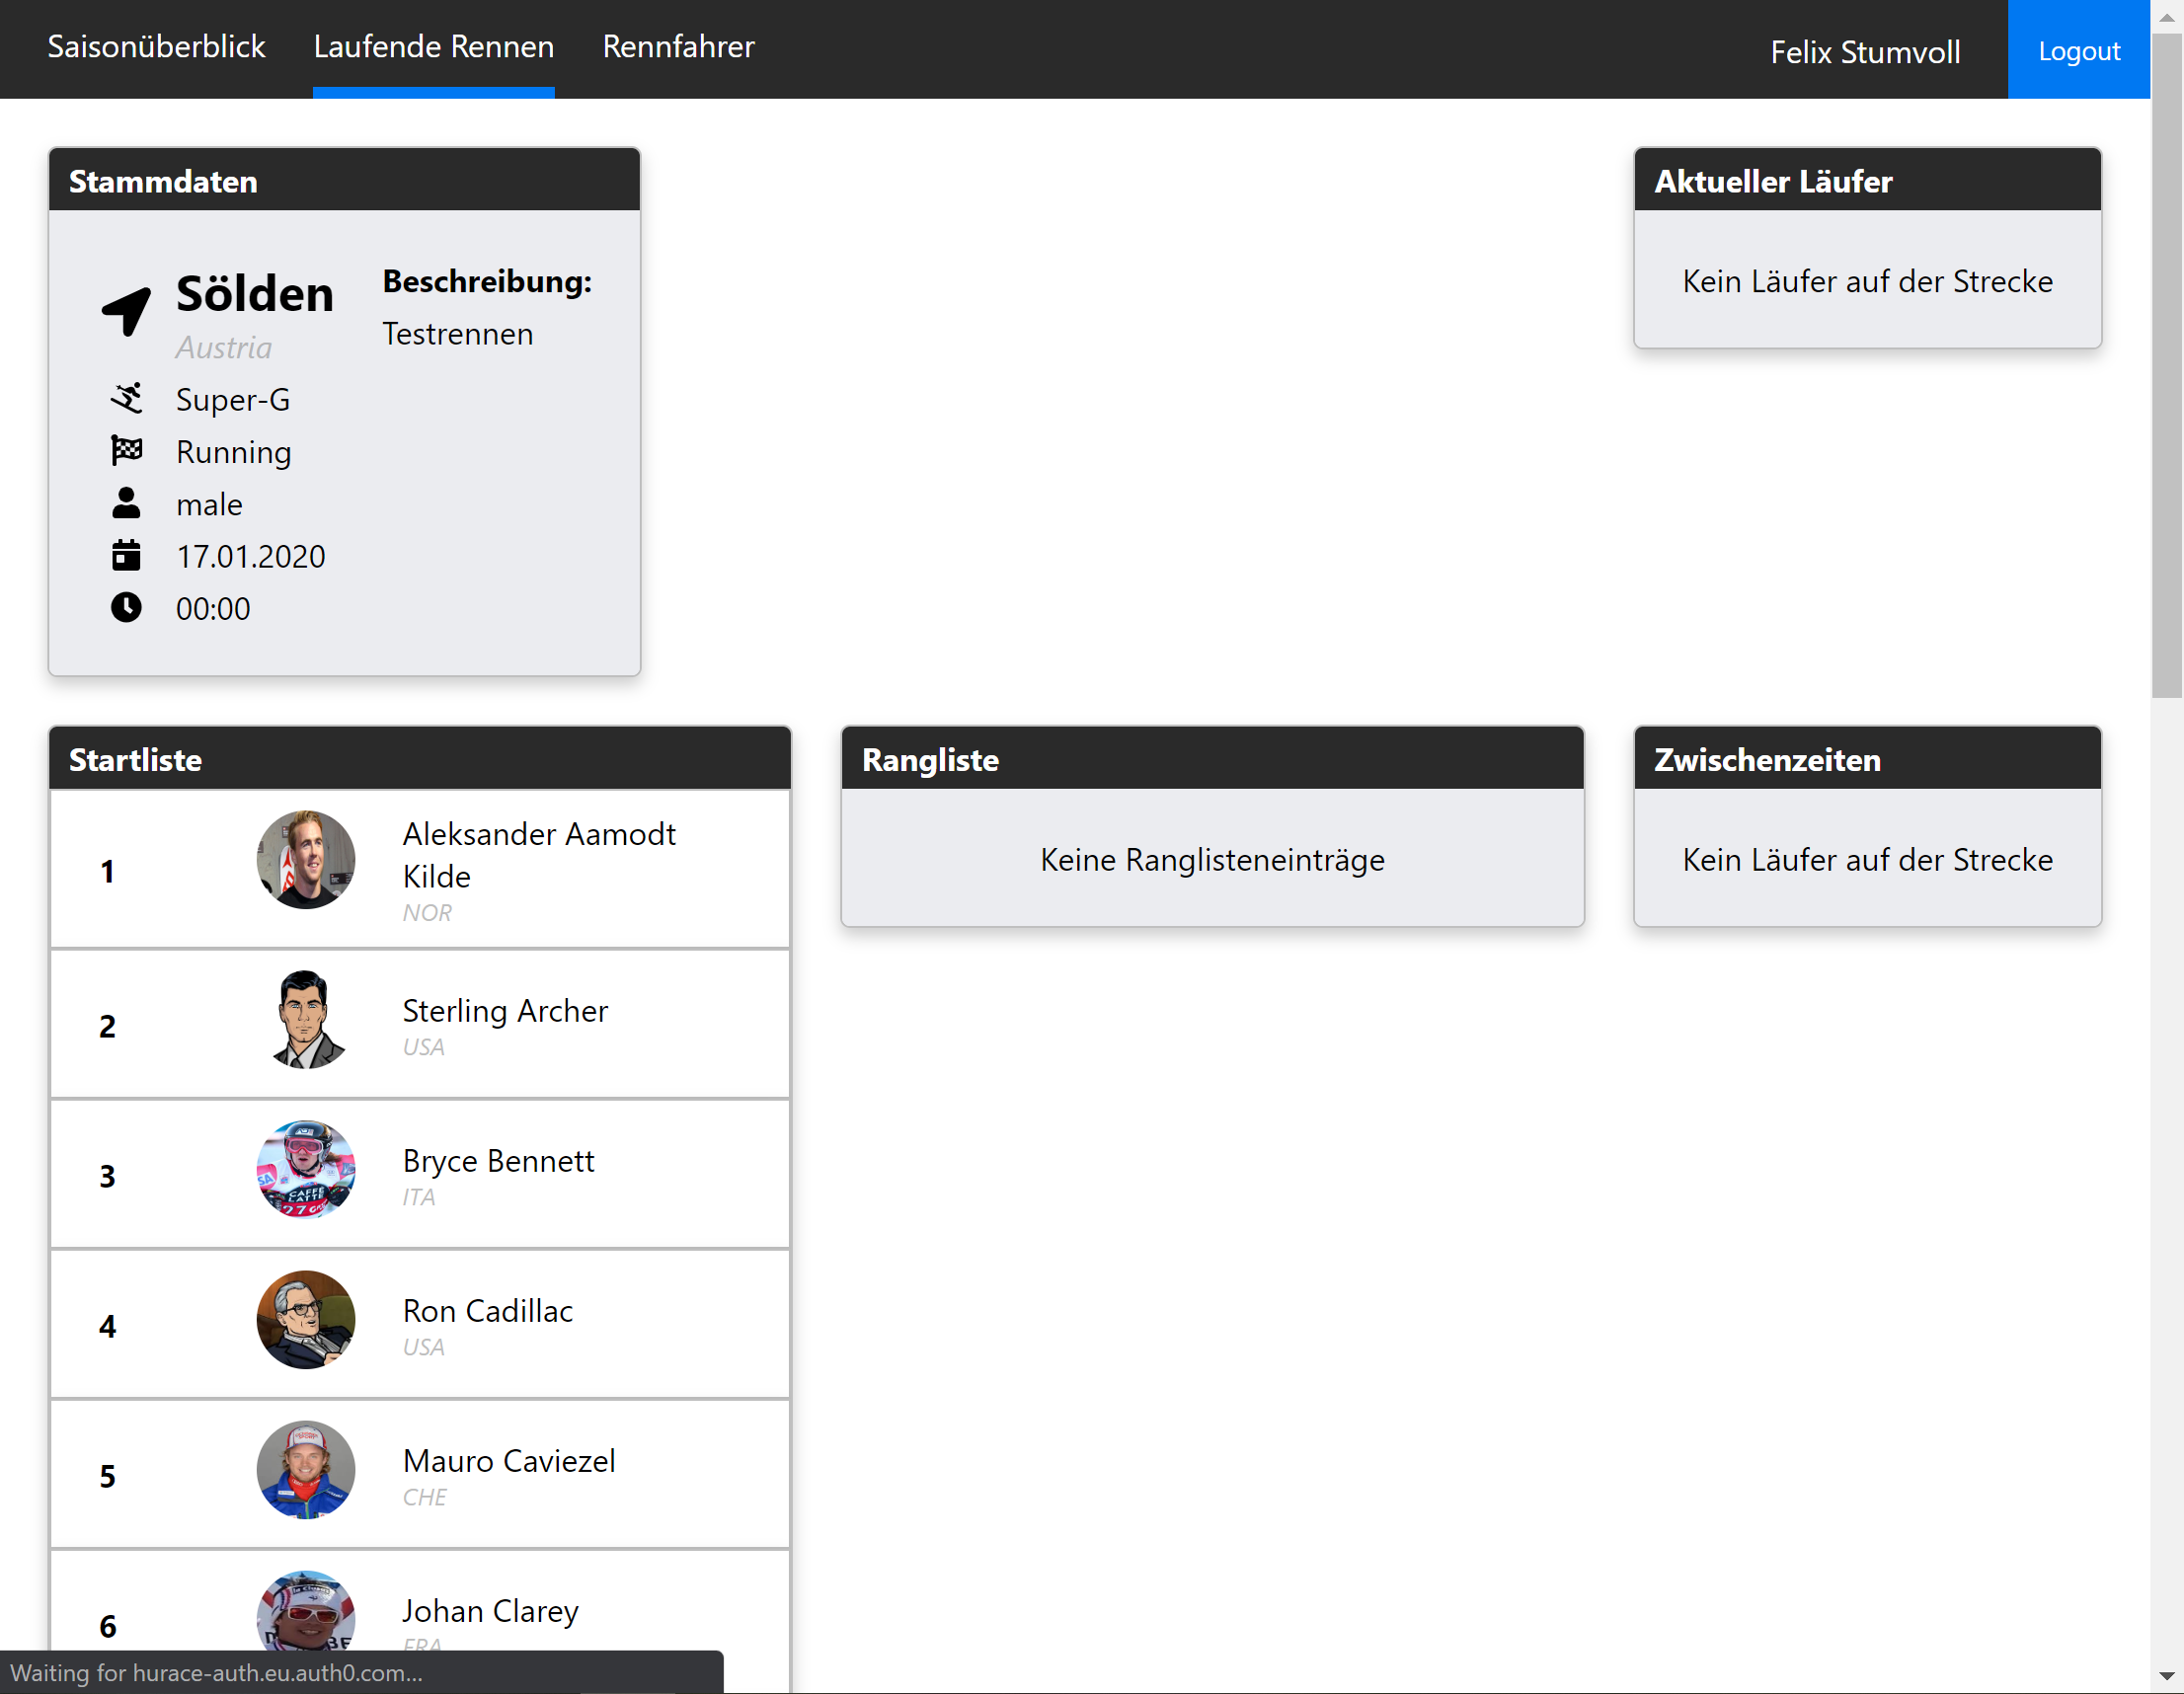 Saisonüberblick
Laufende Rennen
Rennfahrer
Felix Stumvoll
Logout
Stammdaten
Sölden
Austria
Super-G
Running
male
17.01.2020
00:00
Beschreibung:
Testrennen
Aktueller Läufer
Kein Läufer auf der Strecke
Startliste
1
Aleksander Aamodt
Kilde
NOR
2
Sterling Archer
USA
3
Bryce Bennett
ITA
4
Ron Cadillac
USA
5
Mauro Caviezel
CHE
6
Johan Clarey
FRA
Rangliste
Keine Ranglisteneinträge
Zwischenzeiten
Kein Läufer auf der Strecke
Waiting for hurace-auth.eu.auth0.com...